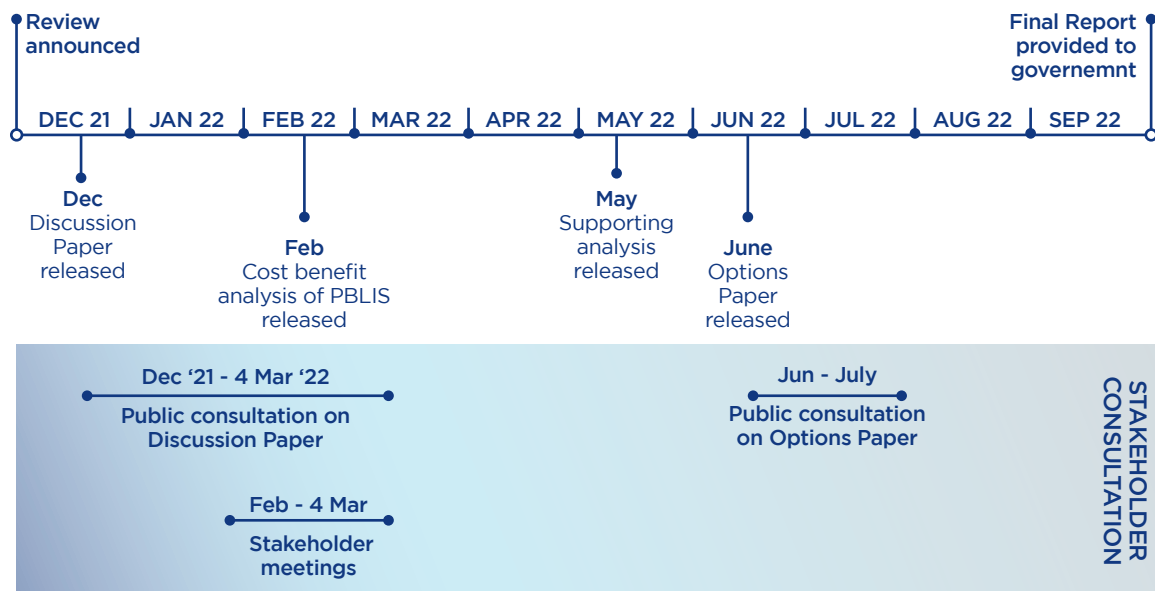 Review
announced
Final Report
provided to
governemnt
DEC 21
JAN 22
FEB 22
MAR 22
APR 22
MAY 22
JUN 22
JUL 22
AUG 22
SEP 22
Dec
Discussion
Paper
released
Feb
Cost benefit
analysis of PBLIS
released
May
Supporting
analysis
released
June
Options
Paper
released
Dec ‘21 - 4 Mar ‘22
Public consultation on
Discussion Paper
Jun - July
Public consultation
on Options Paper
Feb - 4 Mar
Stakeholder
meetings
STAKEHOLDER
CONSULTATION